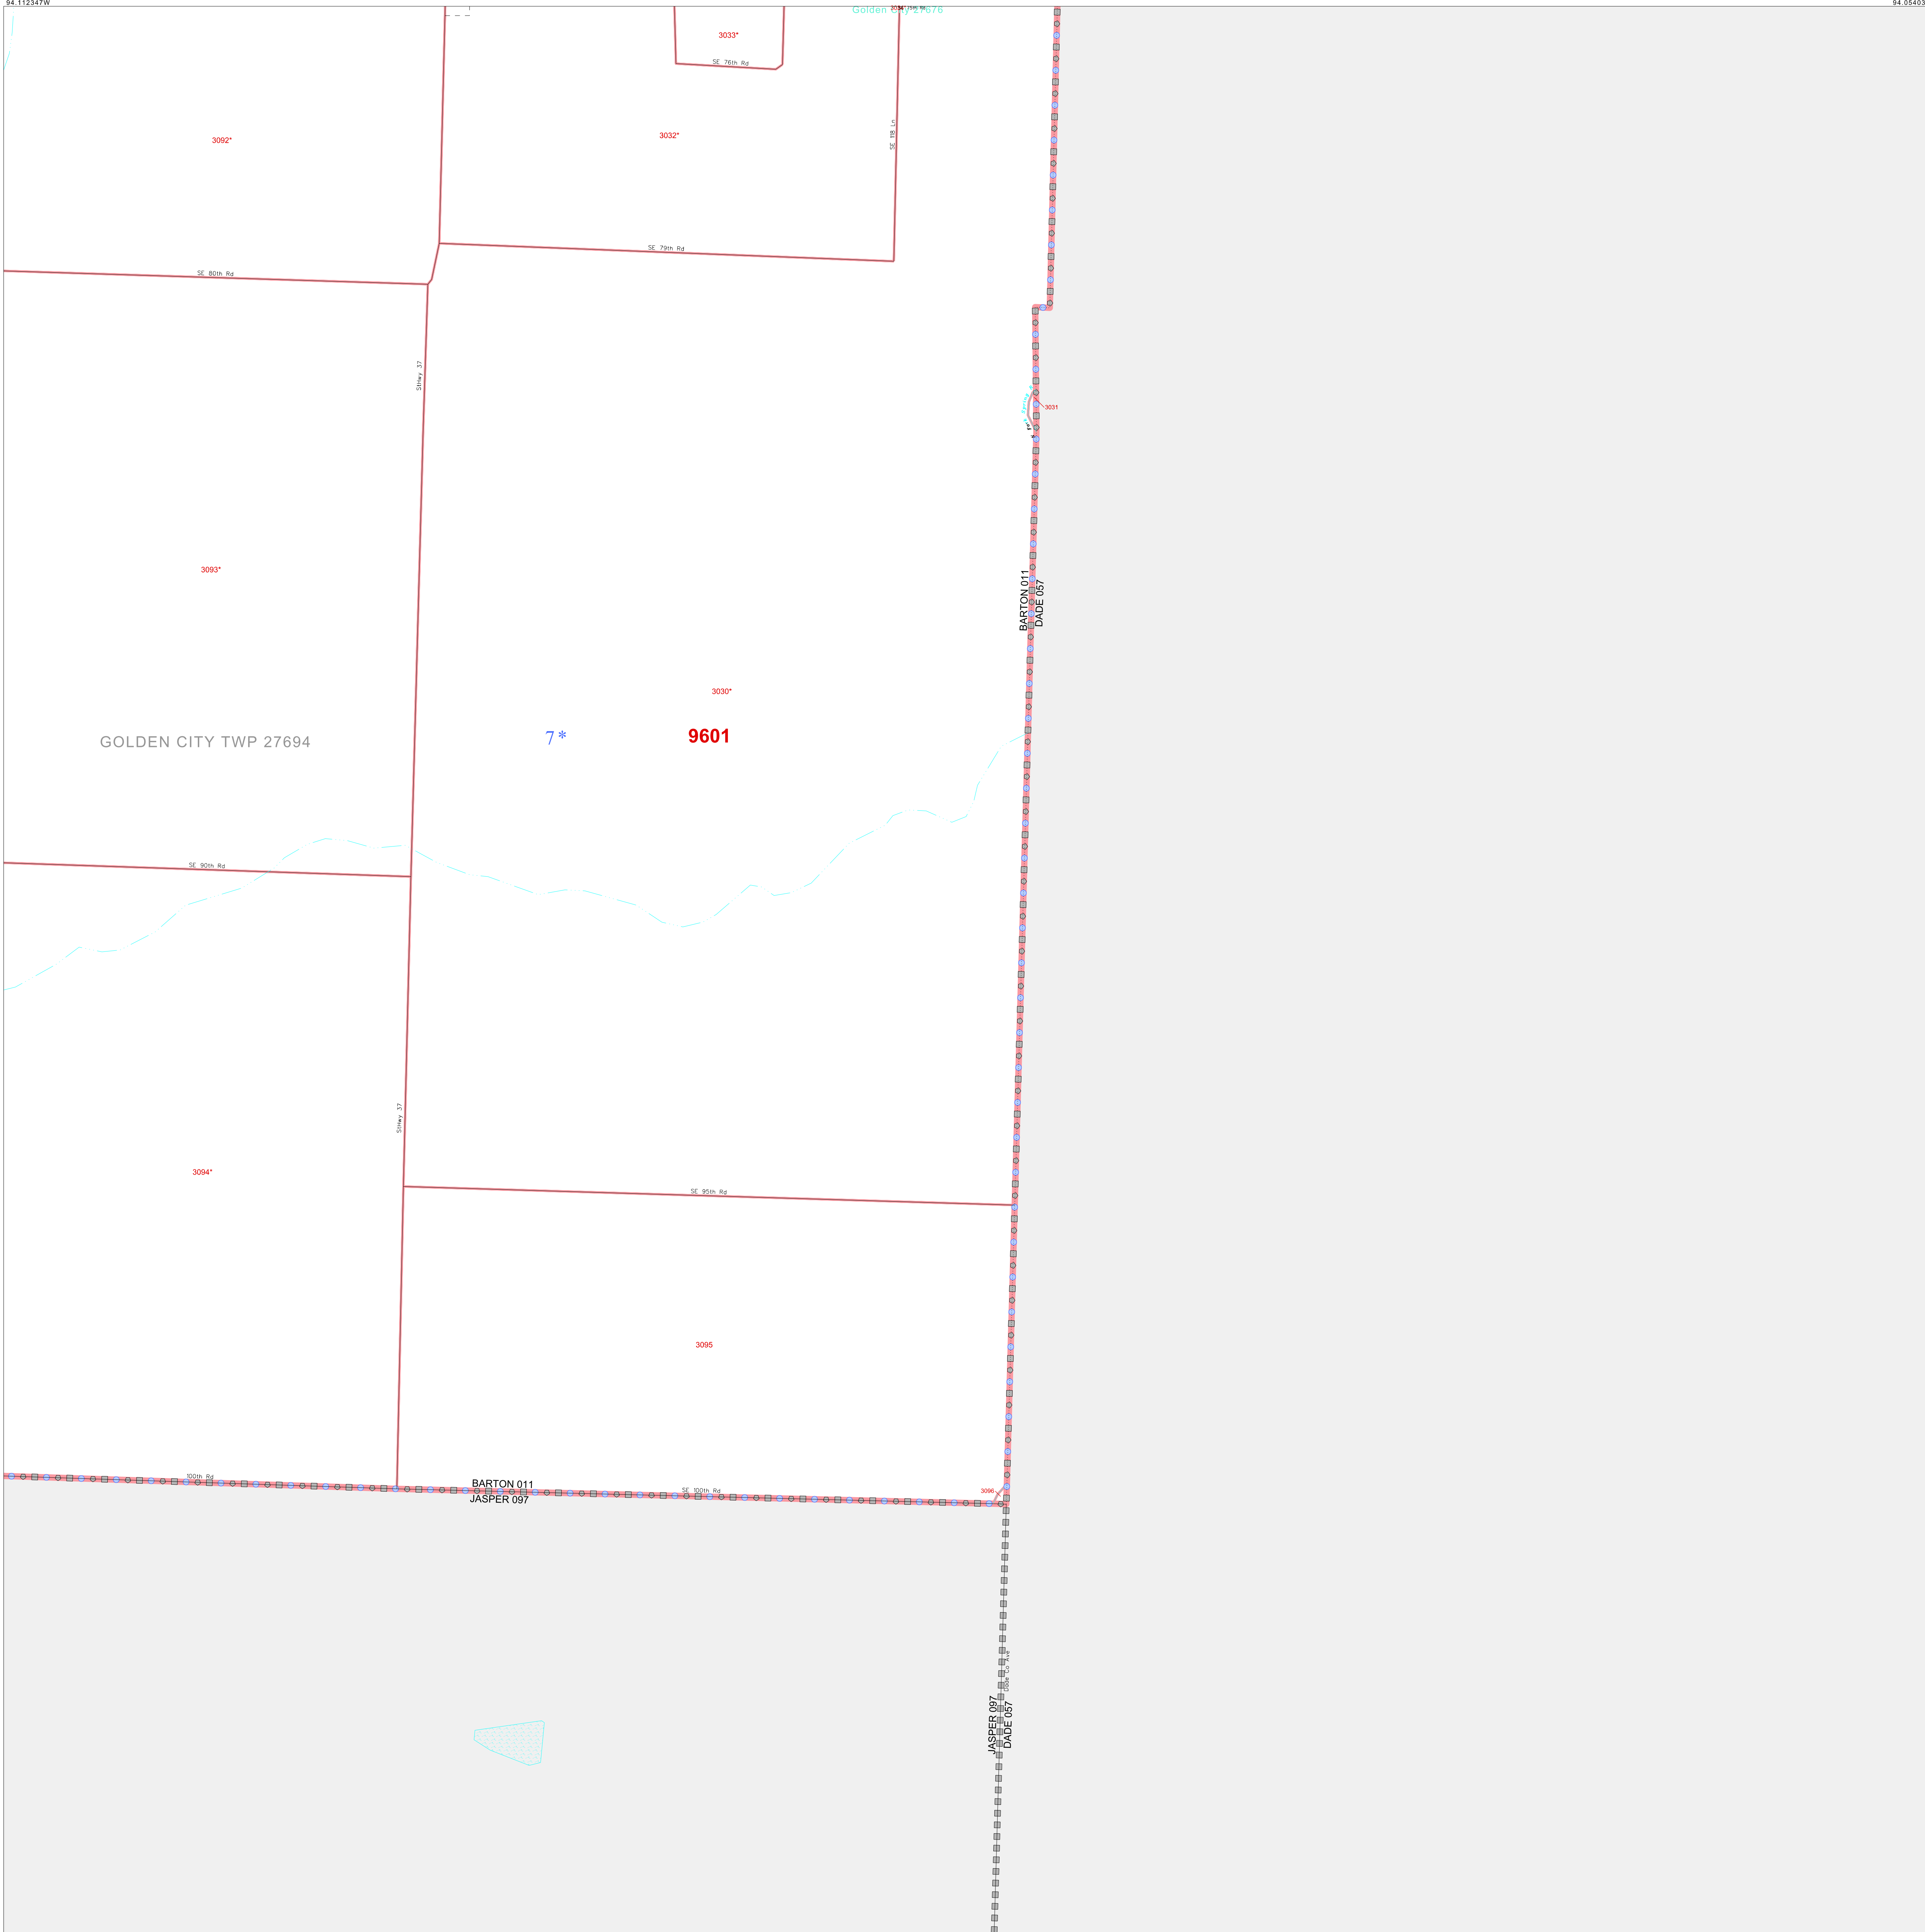 94.112347W
94.05403
Golden City 27676
3033*
SE 76th Rd
3092*
3032*
SE 118 Ln
SE 79th Rd
SE 80th Rd
StHwy 37
3031
3093*
BARTON 011
DADE 057
3030*
GOLDEN CITY TWP 27694
7*
9601
SE 90th Rd
StHwy 37
3094*
SE 95th Rd
3095
100th Rd
BARTON 011
JASPER 097
SE 100th Rd
3096
Dade Co Ave
JASPER 097
DADE 057